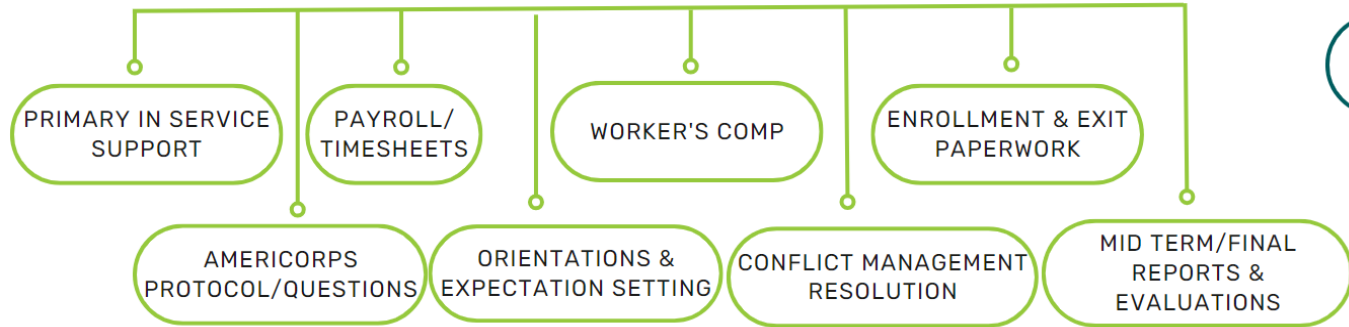 PRIMARY IN SERVICE
SUPPORT
PAYROLL/
TIMESHEETS
WORKER'S COMP
ENROLLMENT & EXIT
PAPERWORK
AMERICORPS
PROTOCOL/QUESTIONS
ORIENTATIONS &
EXPECTATION SETTING
CONFLICT MANAGEMENT
RESOLUTION
MID TERM/FINAL
REPORTS &
EVALUATIONS